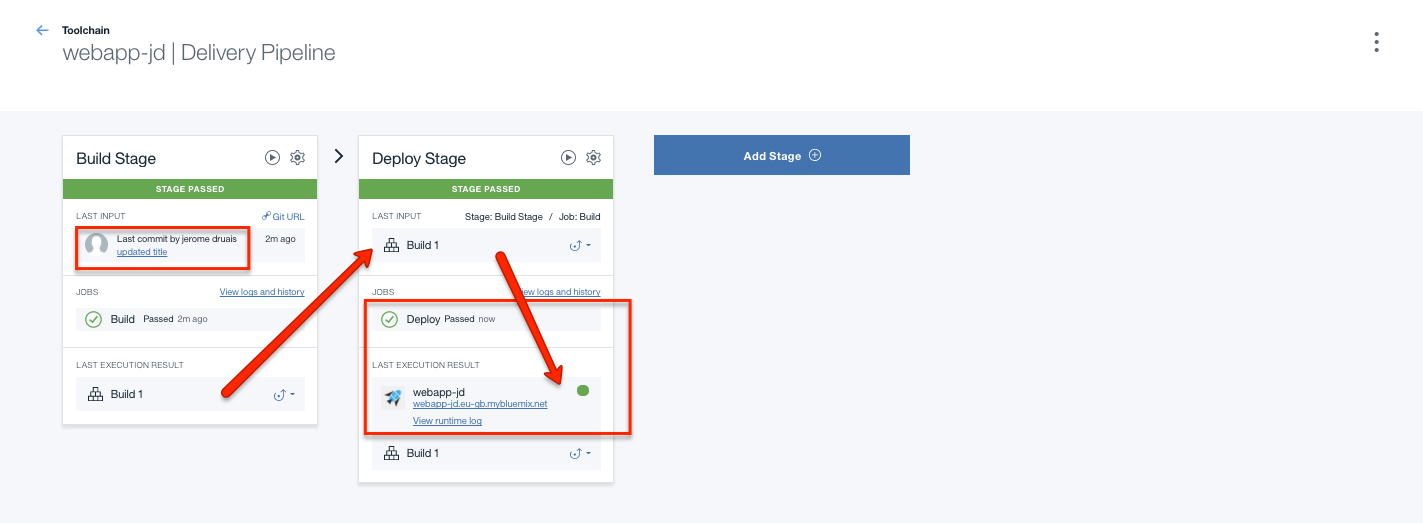 Toolchain
webapp-jd | Delivery Pipeline
Build Stage
STAGE PASSED
LAST INPUT
Git URL
Last commit by jerome druais
2m ago
updated title
JOBS
View logs and history
Build Passed 2m ago
LAST EXECUTION RESULT
Build 1
Deploy Stage
STAGE PASSED
LAST INPUT
Stage: Build Stage / Job: Build
Build 1
JOBS
View logs and history
Deploy Passed now
LAST EXECUTION RESULT
webapp-jd
webapp-jd.eu-gb.mybluemix.net
View runtime log
Build 1
Add Stage